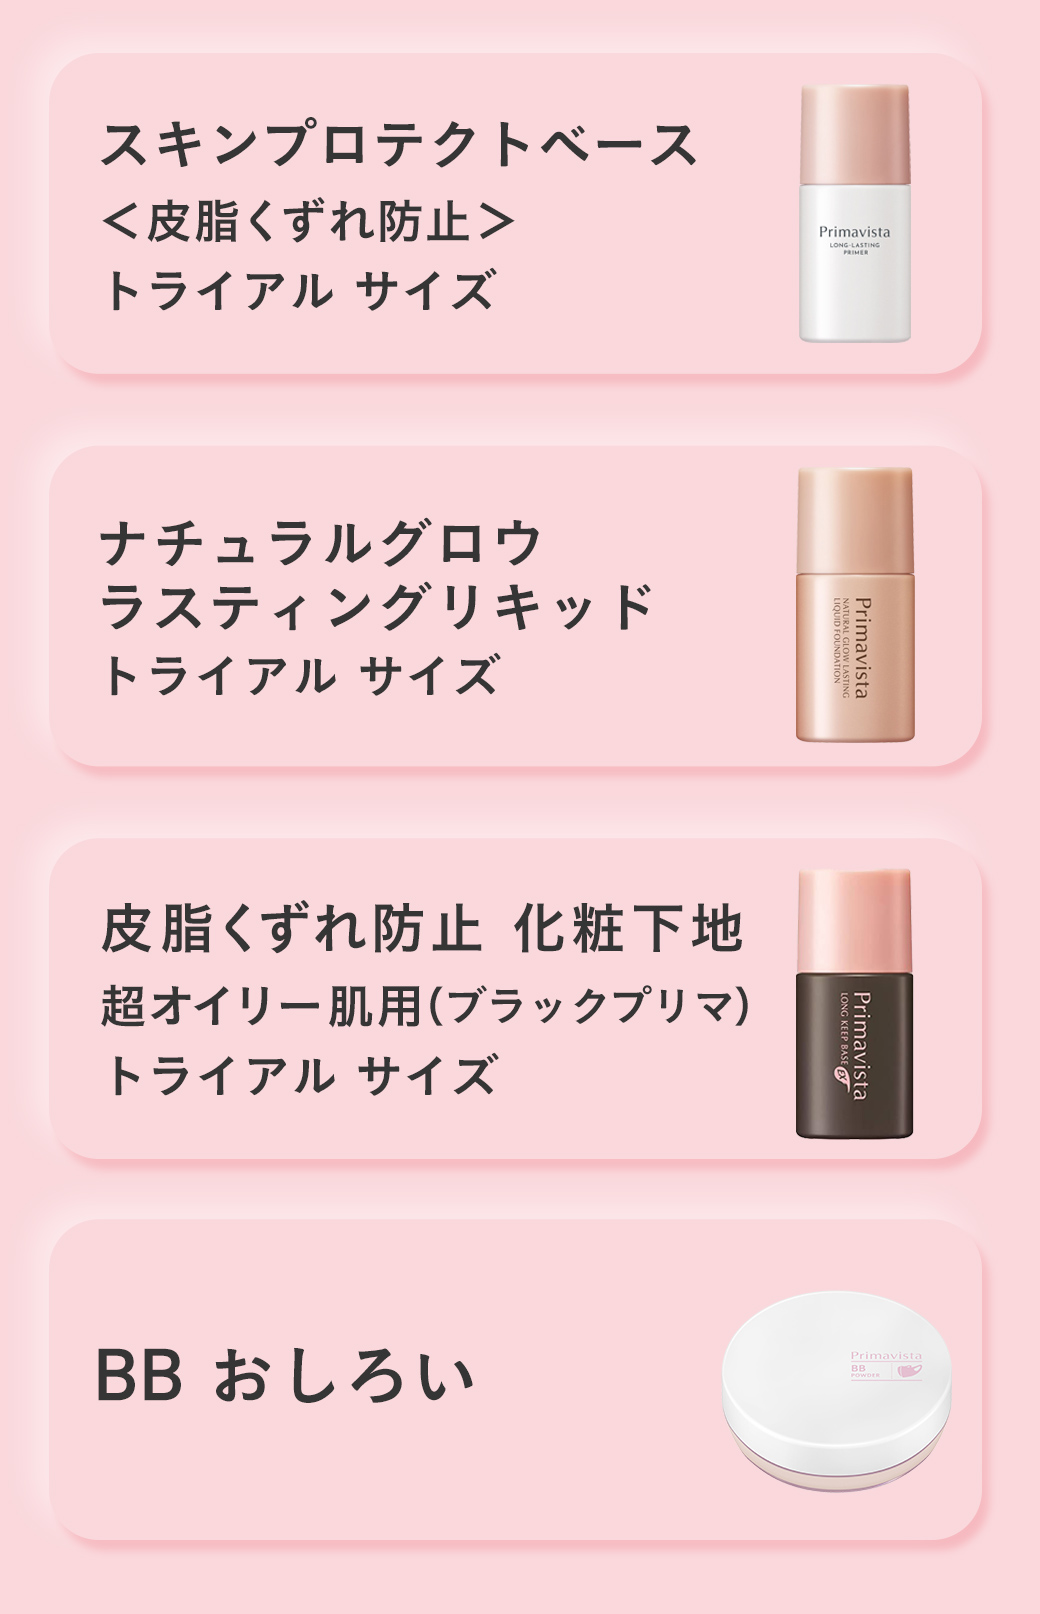 スキンプロテクトベース
＜皮脂くずれ防止＞
トライアル サイズ
Primavista
LONG-LASTING
PRIMER
ナチュラルグロウ
ラスティングリキッド
トライアル サイズ
Primavista
NATURAL GLOW LASTING
LIQUID FOUNDATION
皮脂くずれ防止 化粧下地
超オイリー肌用(ブラックプリマ)
トライアル サイズ
Primavista
LONG KEEP BASE EX
BB おしろい
Primavista
BB
POWDER